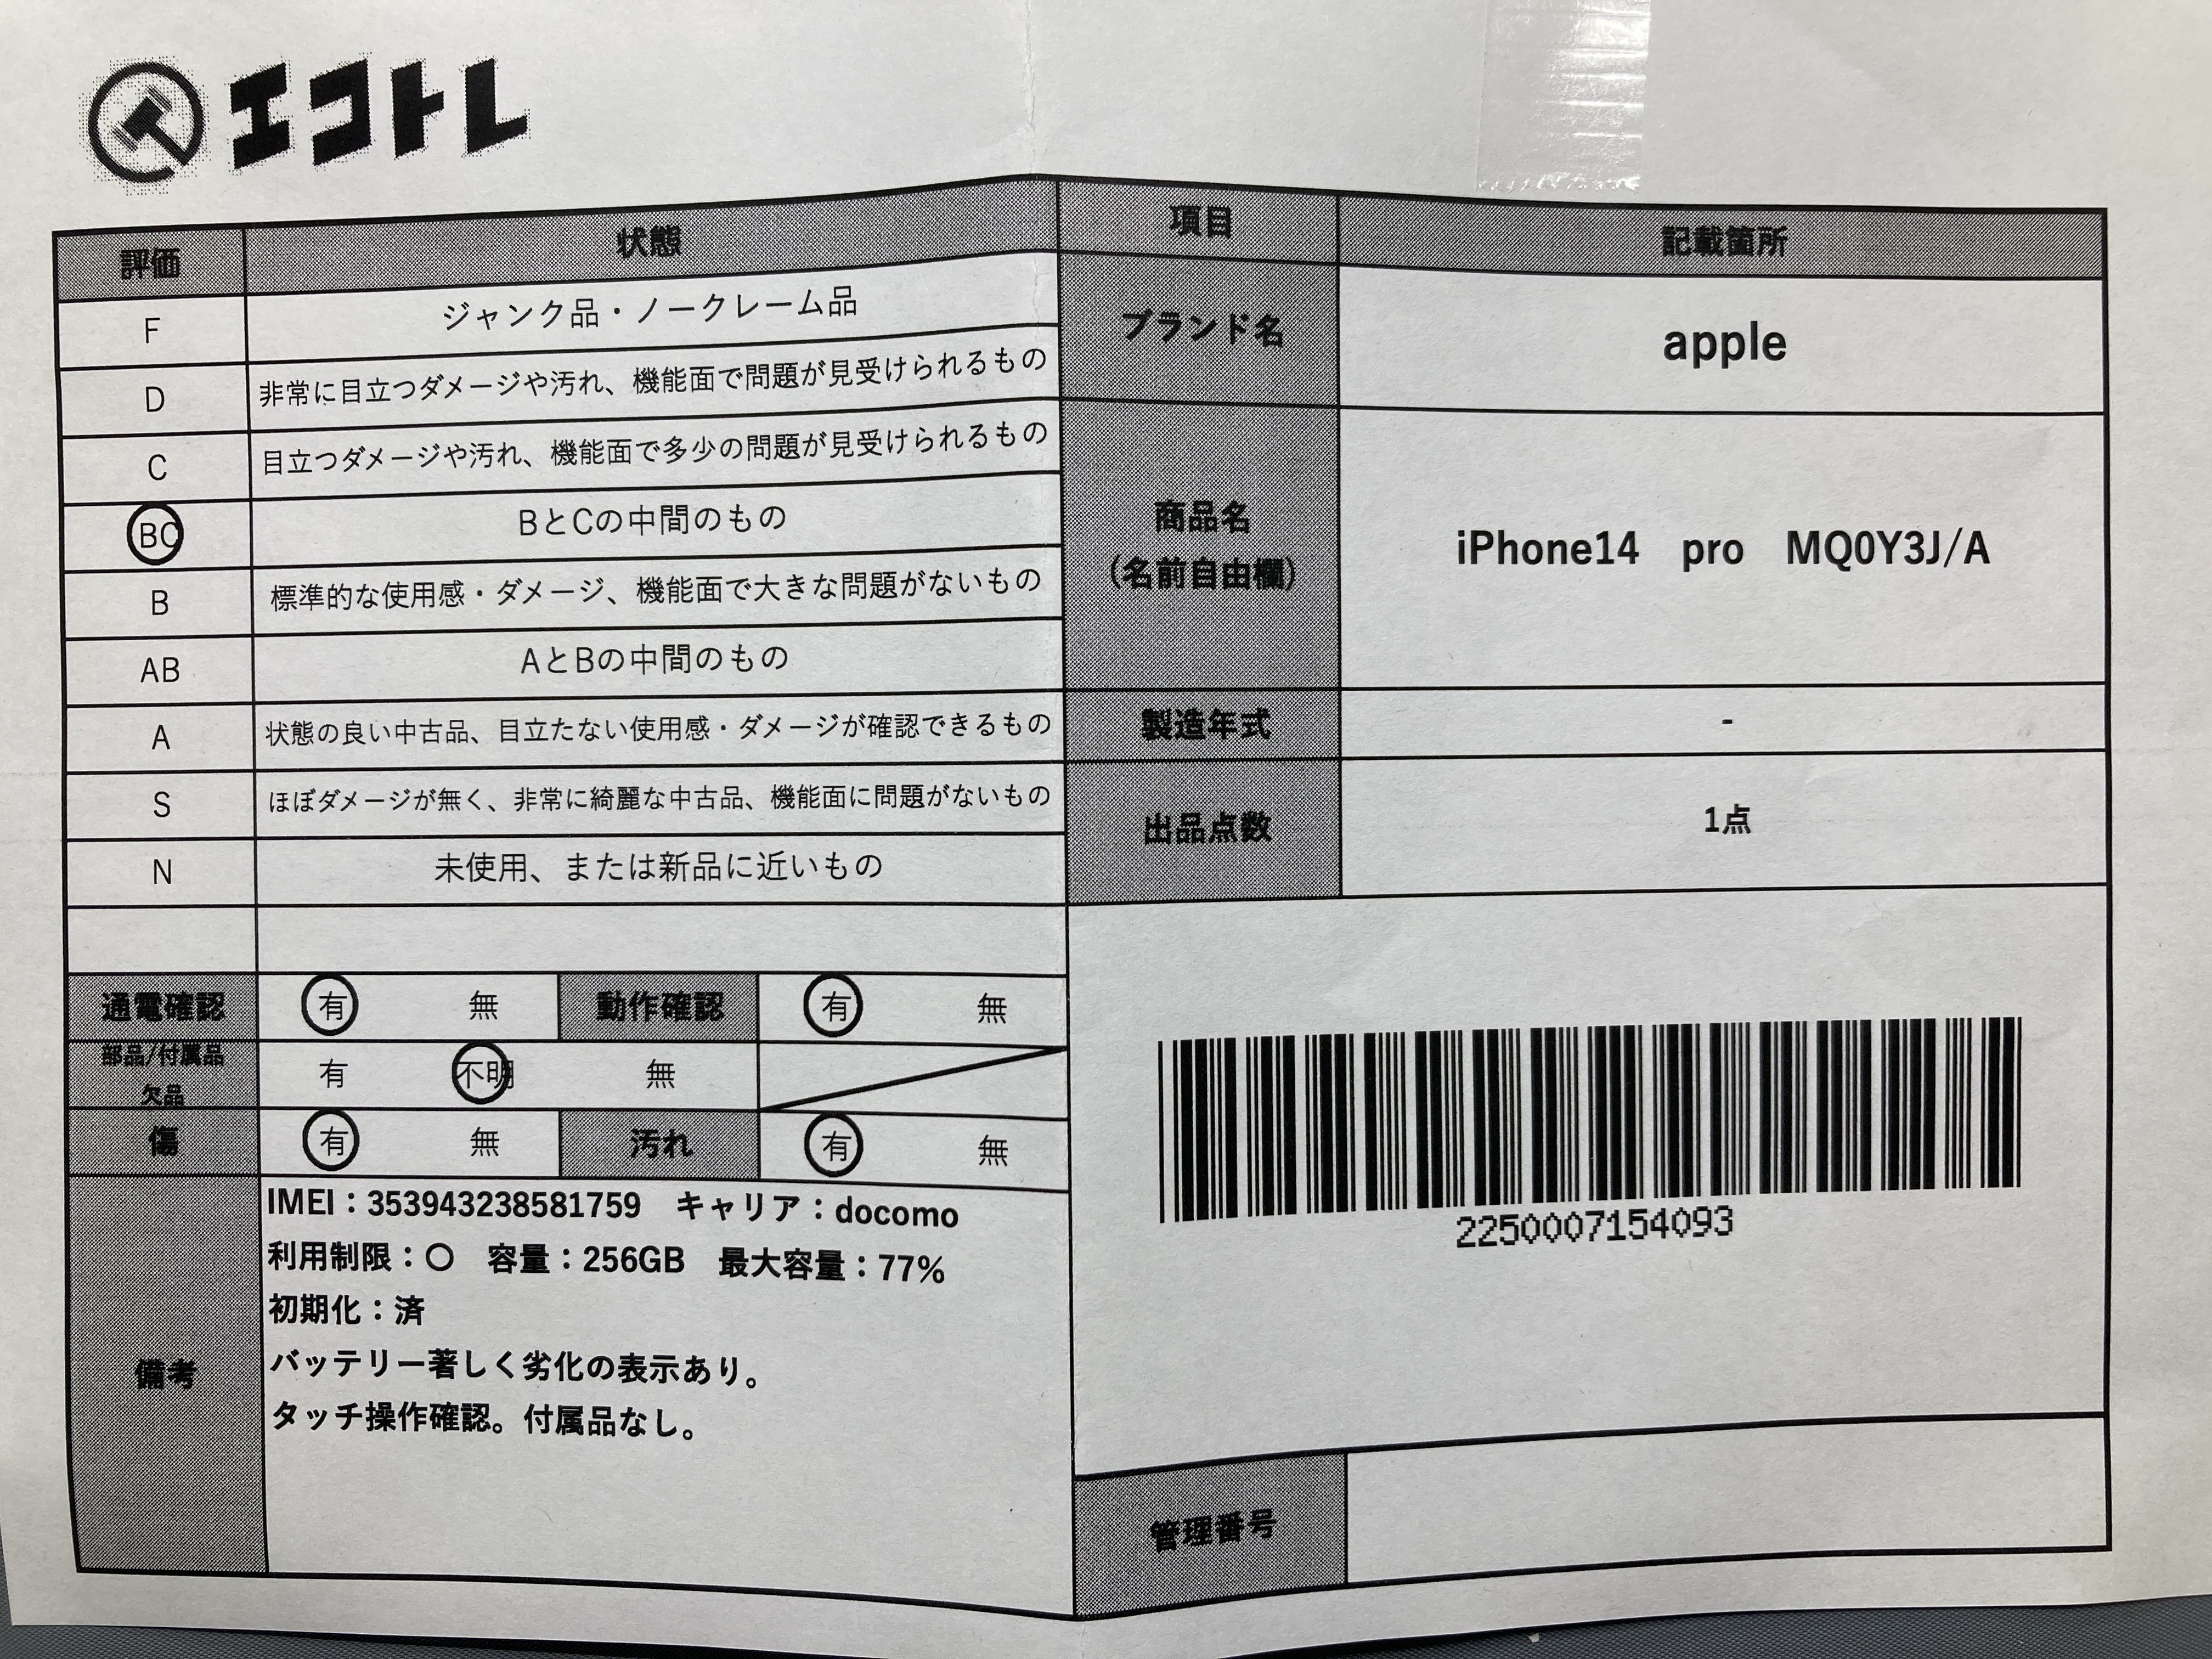 エコトレ
評価 状態
F ジャンク品・ノークレーム品
D 非常に目立つダメージや汚れ、機能面で問題が見受けられるもの
C 目立つダメージや汚れ、機能面で多少の問題が見受けられるもの
BC BとCの中間のもの
B 標準的な使用感・ダメージ、機能面で大きな問題がないもの
AB AとBの中間のもの
A 状態の良い中古品、目立たない使用感・ダメージが確認できるもの
S ほぼダメージが無く、非常に綺麗な中古品、機能面に問題がないもの
N 未使用、または新品に近いもの
通電確認 有 無 動作確認 有 無
部品/付属品
欠品
有 不明 無
傷 有 無 汚れ 有 無
備考
IMEI：353943238581759 キャリア：docomo
利用制限：〇 容量：256GB 最大容量：77%
初期化：済
バッテリー著しく劣化の表示あり。
タッチ操作確認。付属品なし。
項目 記載箇所
ブランド名 apple
商品名
（名前自由欄）
iPhone14 pro MQ0Y3J/A
製造年式 -
出品点数 1点
2250007154093
管理番号